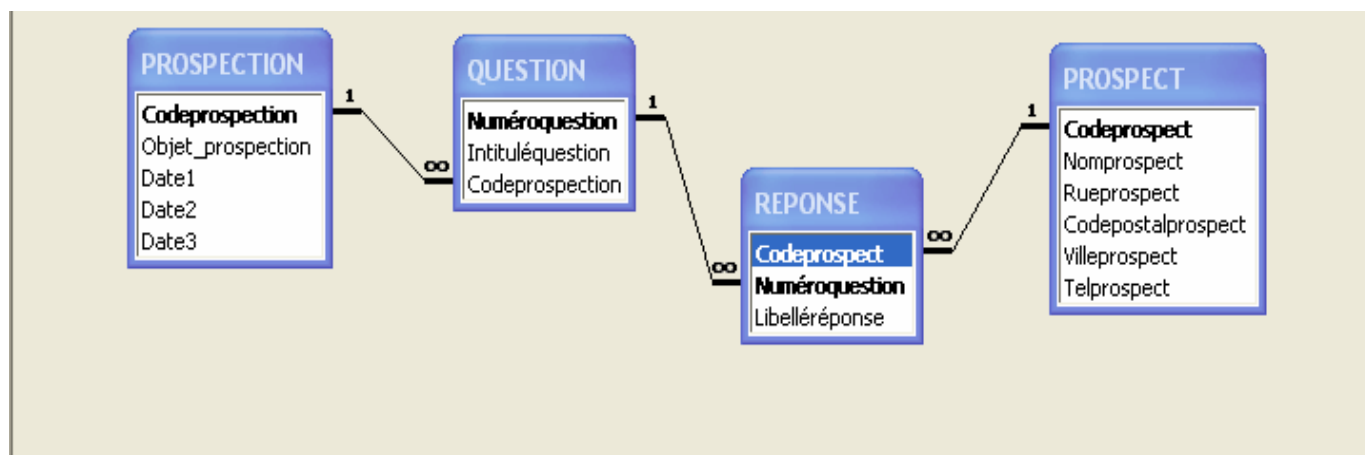 PROSPECTION
Codeprospection
Objet_prospection
Date1
Date2
Date3
1
∞
QUESTION
Numéroquestion
Intituléquestion
Codeprospection
1
∞
REPONSE
Codeprospect
Numéroquestion
Libelléréponse
∞
1
PROSPECT
Codeprospect
Nomprospect
Rueprospect
Codepostalprospect
Villeprospect
Telprospect